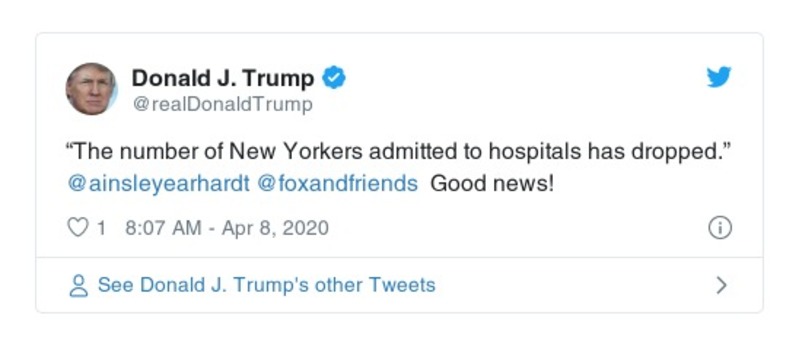 Donald J. Trump
@realDonaldTrump
“The number of New Yorkers admitted to hospitals has dropped.”
@ainsleyearhardt @foxandfriends Good news!
1 8:07 AM - Apr 8, 2020
See Donald J. Trump's other Tweets